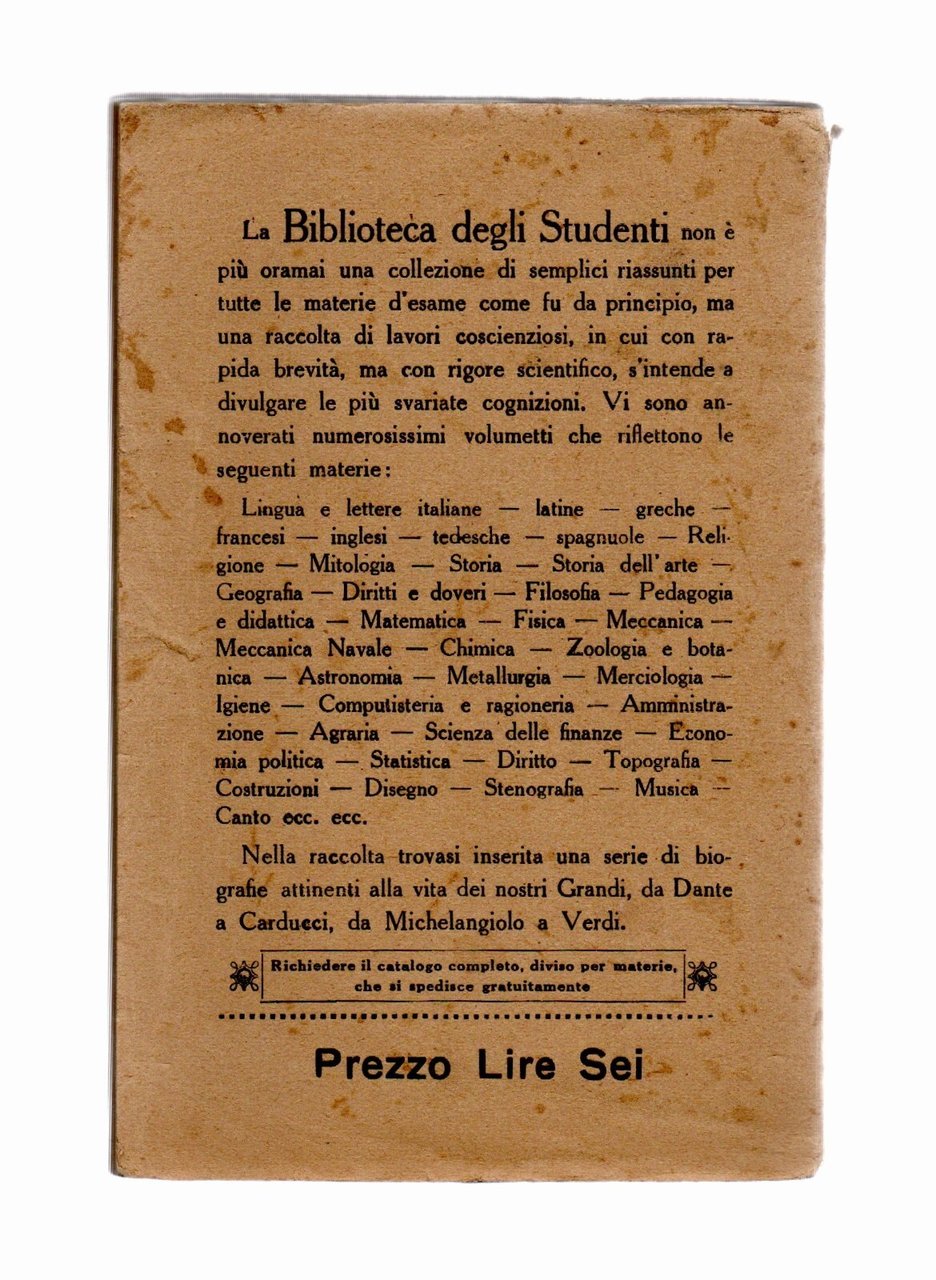 La Biblioteca degli Studenti non è
più oramai una collezione di semplici riassunti per
tutte le materie d'esame come fu da principio, ma
una raccolta di lavori coscienziosi, in cui con ra-
pida brevità, ma con rigore scientifico, s'intende a
divulgare le più svariate cognizioni. Vi sono an-
noverati numerosissimi volumetti che riflettono le
seguenti materie:
Lingua e lettere italiane — latine — greche —
francesi — inglesi — tedesche — spagnuole — Reli-
gione — Mitologia — Storia — Storia dell'arte —
Geografia — Diritti e doveri — Filosofia — Pedagogia
e didattica — Matematica — Fisica — Meccanica —
Meccanica Navale — Chimica — Zoologia e bota-
nica — Astronomia — Metallurgia — Merciologia —
Igiene — Computisteria e ragioneria — Amministra-
zione — Agraria — Scienza delle finanze — Econo-
mia politica — Statistica — Diritto — Topografia —
Costruzioni — Disegno — Stenografia — Musica —
Canto ecc. ecc.
Nella raccolta trovasi inserita una serie di bio-
grafie attinenti alla vita dei nostri Grandi, da Dante
a Carducci, da Michelangiolo a Verdi.
Richiedere il catalogo completo, diviso per materie,
che si spedisce gratuitamente
Prezzo Lire Sei